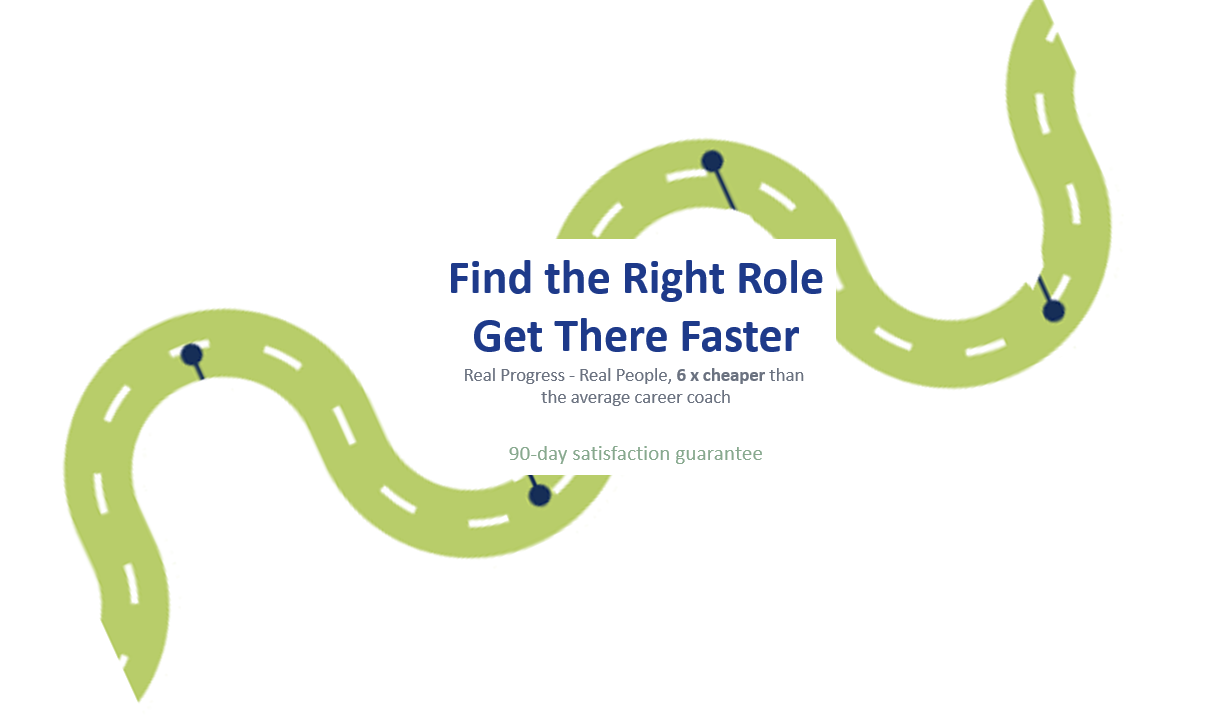 Find the Right Role
Get There Faster
Real Progress - Real People, 6 x cheaper than
the average career coach
90-day satisfaction guarantee